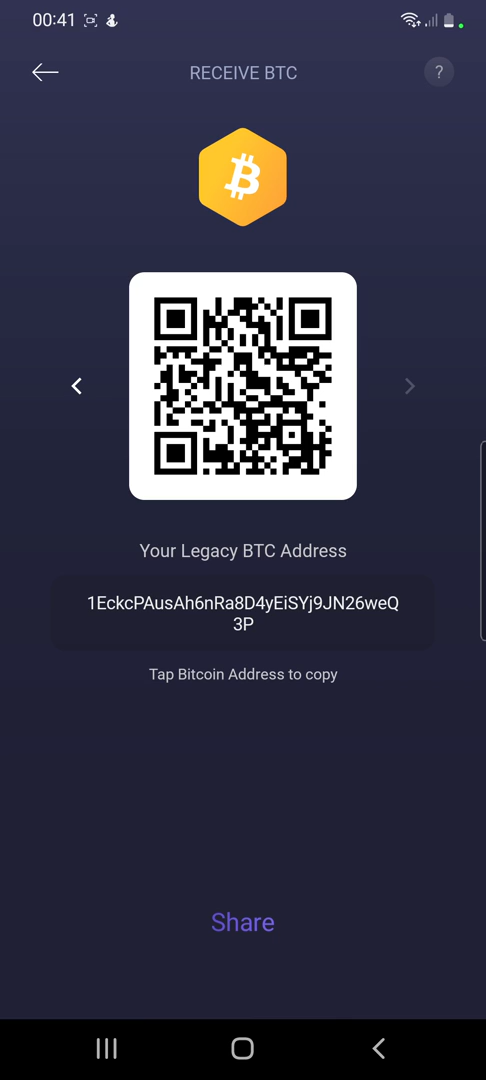 00:41
RECEIVE BTC
?
Your Legacy BTC Address
1EckcPAusAh6nRa8D4yEiSYj9JN26weQ
3P
Tap Bitcoin Address to copy
Share